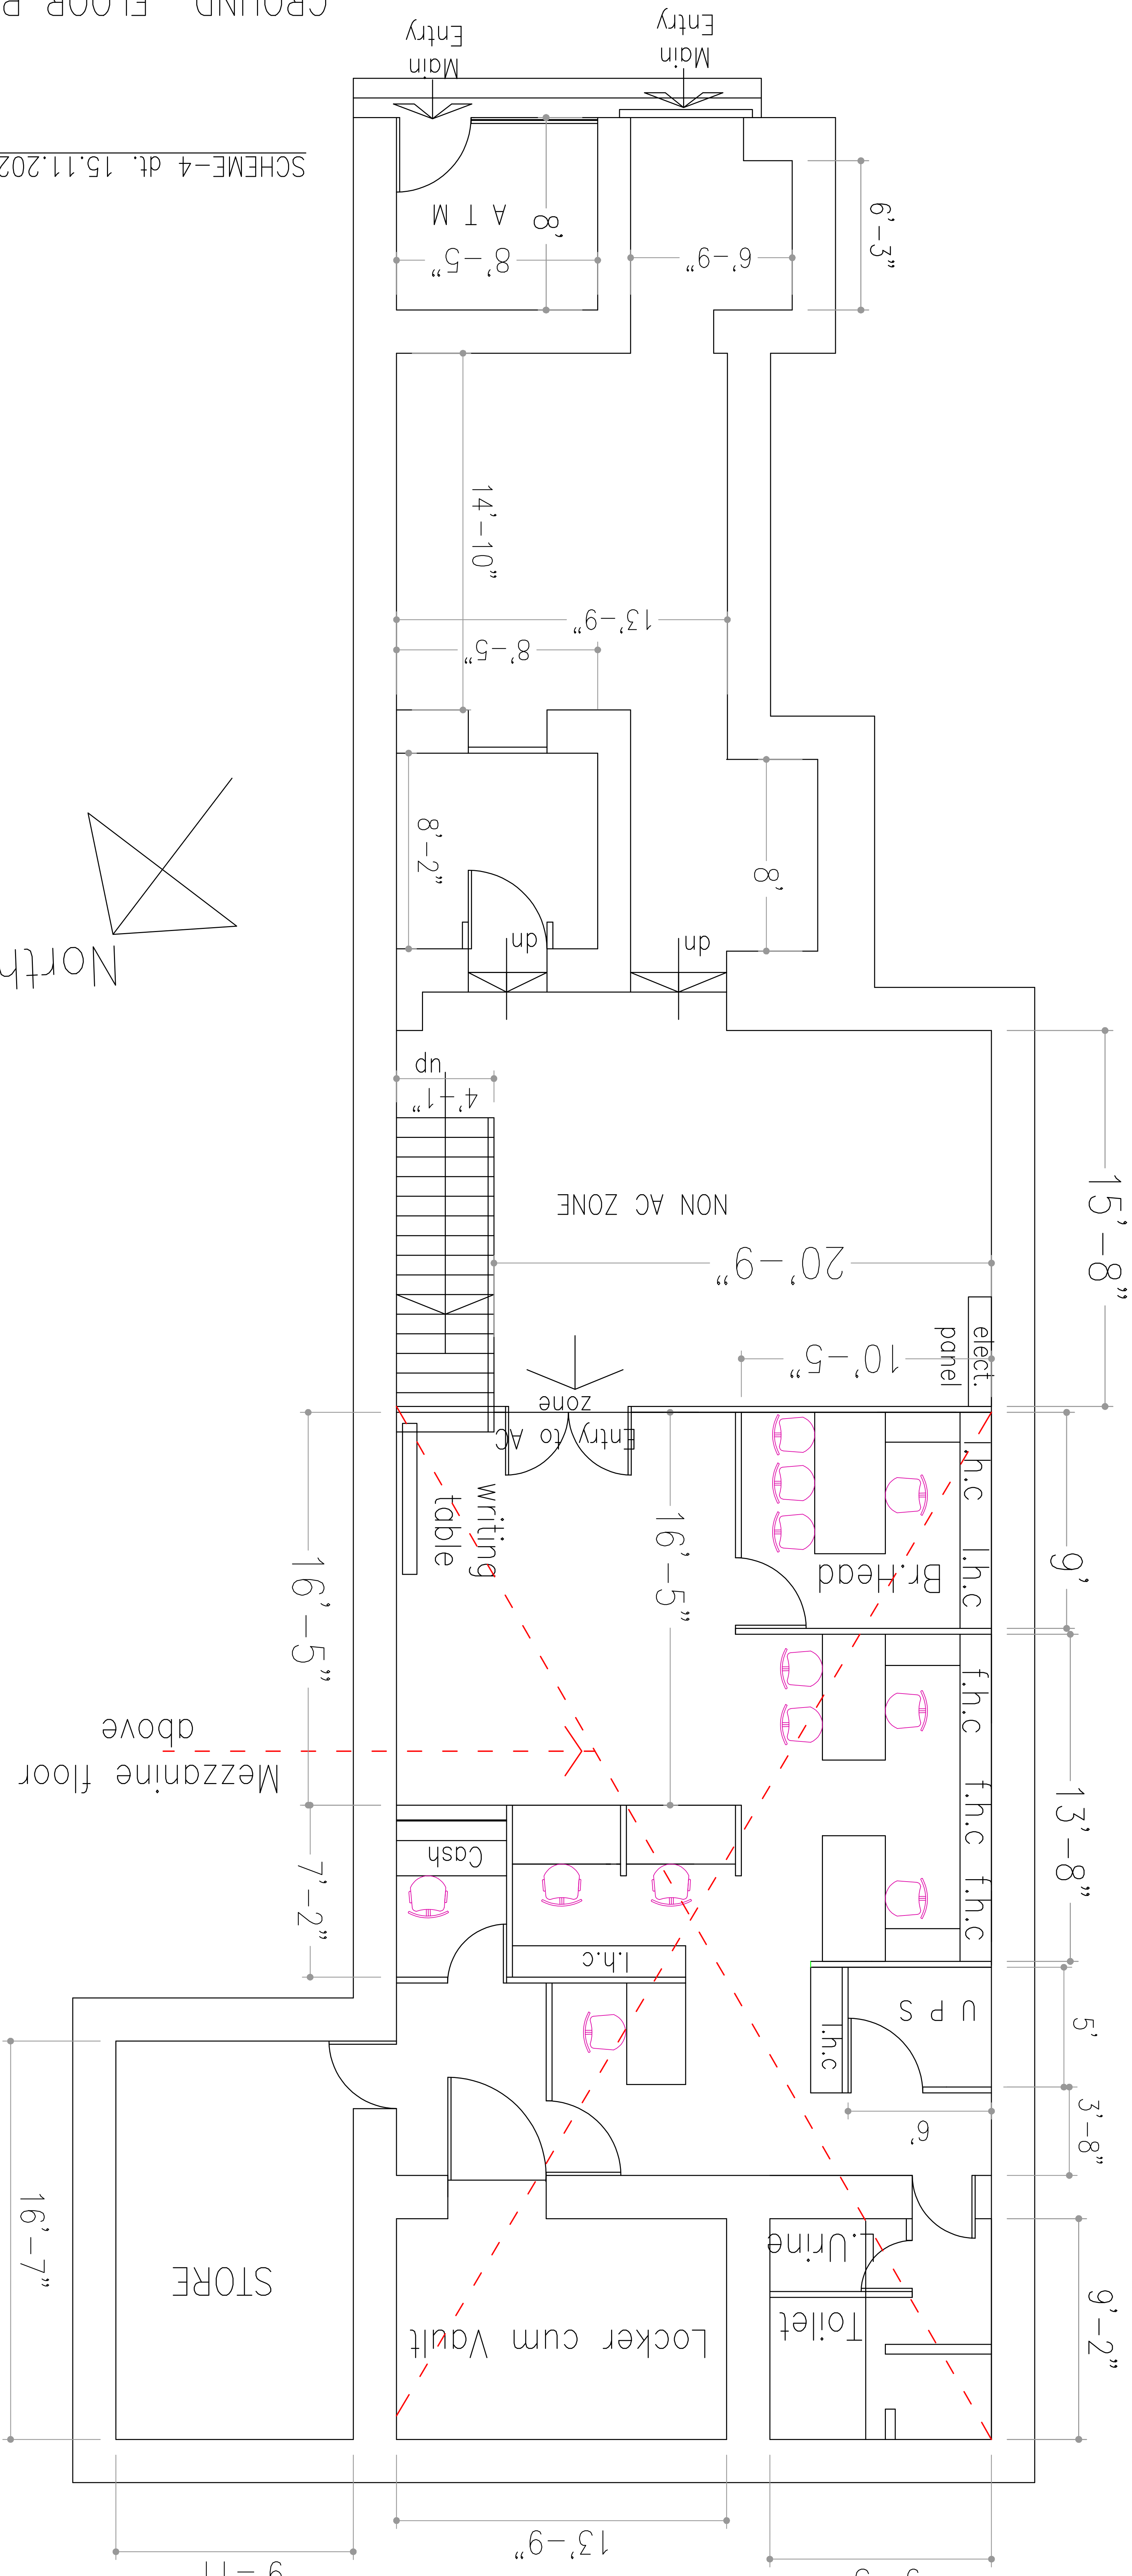 13'-9"
9'-2"
Toilet
L.Urine
Locker cum Vault
STORE
16'-7"
3'-8"
6'
5'
U P S
l.h.c
l.h.c
7'-2"
Cash
13'-8"
f.h.c
f.h.c
f.h.c
Mezzanine floor
above
9'
Br.Head
l.h.c
l.h.c
16'-5"
16'-5"
writing
table
Entry to AC
zone
elect.
panel
10'-5"
20'-9"
15'-8"
NON AC ZONE
4'-1"
up
dn
dn
North
8'
8'-2"
8'-5"
13'-9"
14'-10"
6'-3"
6'-9"
8'-5"
8'
A T M
SCHEME-4 dt. 15.11.202
Main
Entry
Main
Entry
GROUND FLOOR